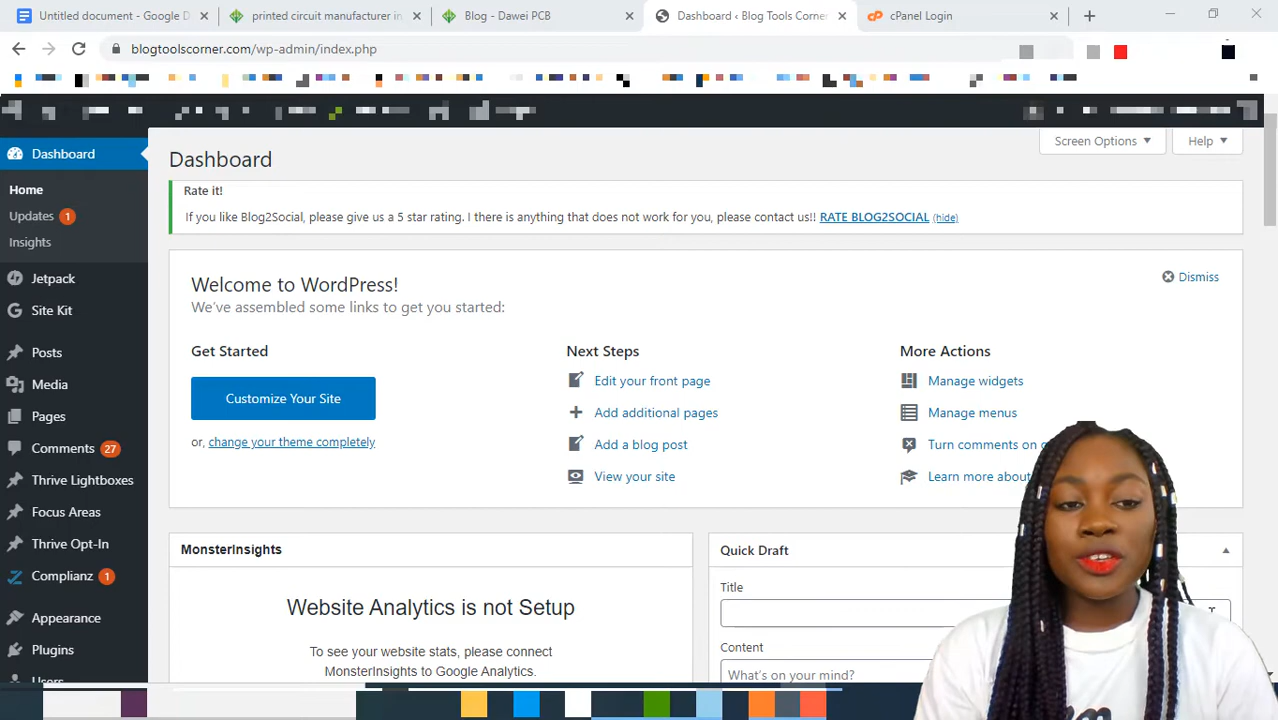 Untitled document - Google D
printed circuit manufacturer in
Blog - Dawei PCB
Dashboard ‹ Blog Tools Corner
cPanel Login
blogtoolscorner.com/wp-admin/index.php
Screen Options
Help
Dashboard
Home
Updates 1
Insights
Jetpack
Site Kit
Posts
Media
Pages
Comments 27
Thrive Lightboxes
Focus Areas
Thrive Opt-In
Complianz 1
Appearance
Plugins
Users
Dashboard
Rate it!
If you like Blog2Social, please give us a 5 star rating. I there is anything that does not work for you, please contact us!! RATE BLOG2SOCIAL (hide)
Welcome to WordPress!
Dismiss
We've assembled some links to get you started:
Get Started
Customize Your Site
or, change your theme completely
Next Steps
Edit your front page
Add additional pages
Add a blog post
View your site
More Actions
Manage widgets
Manage menus
Turn comments on
Learn more about
MonsterInsights
Website Analytics is not Setup
To see your website stats, please connect
MonsterInsights to Google Analytics.
Quick Draft
Title
Content
What's on your mind?